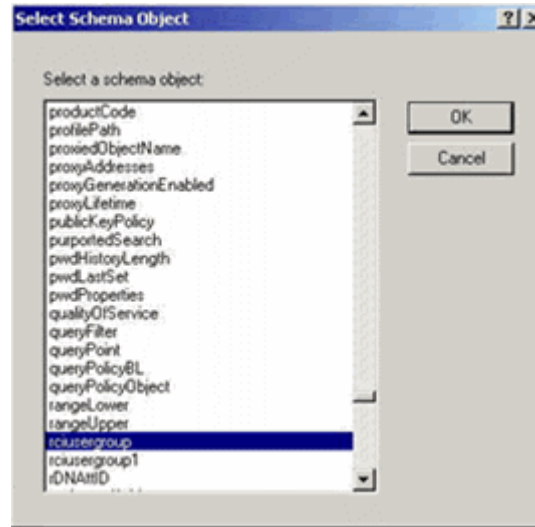 Select Schema Object
Select a schema object:
productCode
profilePath
proxiedObjectName
proxyAddresses
proxyGenerationEnabled
proxyLifetime
publicKeyPolicy
purportedSearch
pwdHistoryLength
pwdLastSet
pwdProperties
qualityOfService
queryFilter
queryPoint
queryPolicyBL
queryPolicyObject
rangeLower
rangeUpper
rciusergroup
rciusergroup1
rDNAttID
OK
Cancel